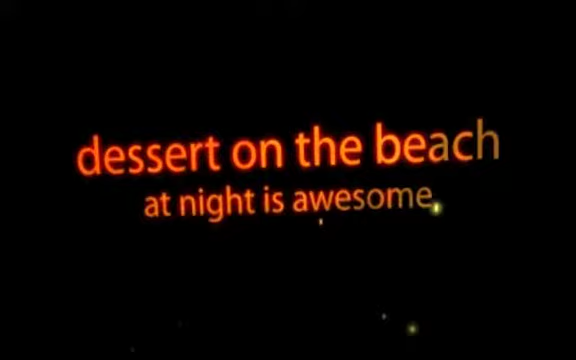 dessert on the beach
at night is awesome